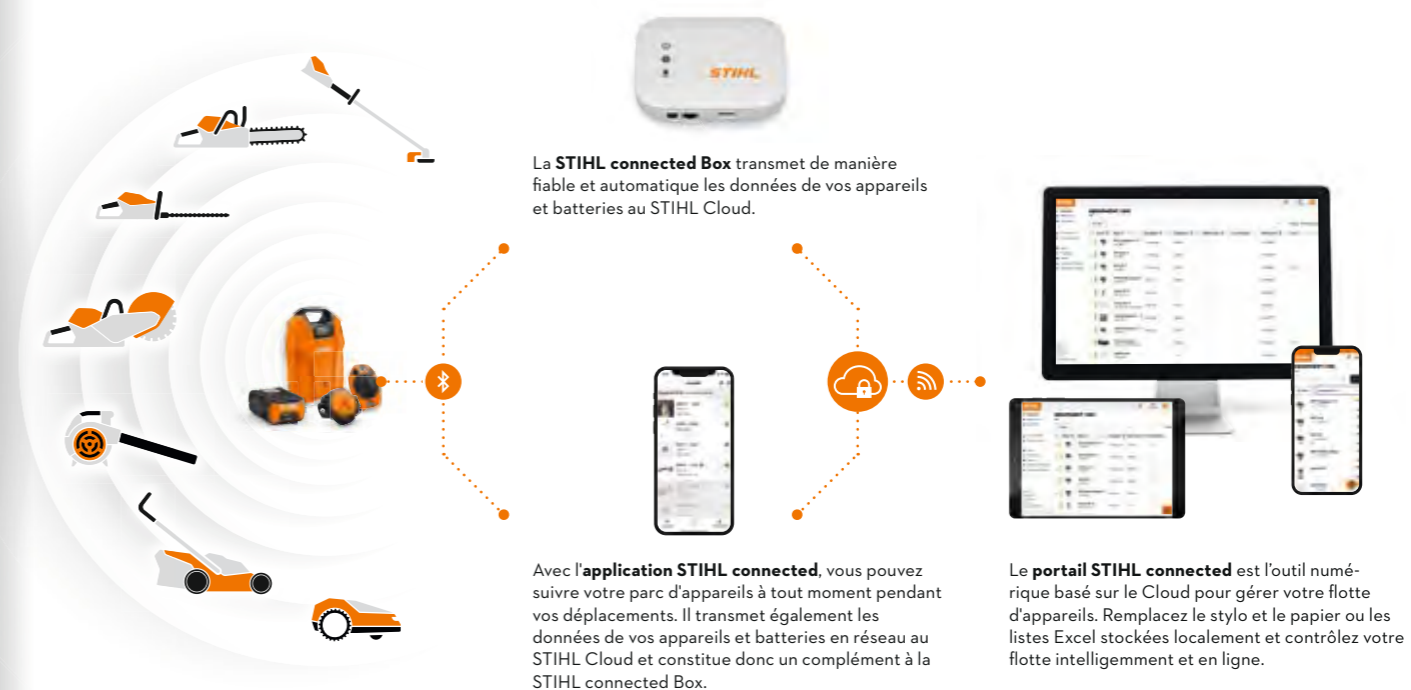 STIHL
La STIHL connected Box transmet de manière
fiable et automatique les données de vos appareils
et batteries au STIHL Cloud.
Avec l'application STIHL connected, vous pouvez
suivre votre parc d'appareils à tout moment pendant
vos déplacements. Il transmet également les
données de vos appareils et batteries en réseau au
STIHL Cloud et constitue donc un complément à la
STIHL connected Box.
Le portail STIHL connected est l’outil numé-
rique basé sur le Cloud pour gérer votre flotte
d'appareils. Remplacez le stylo et le papier ou les
listes Excel stockées localement et contrôlez votre
flotte intelligemment et en ligne.